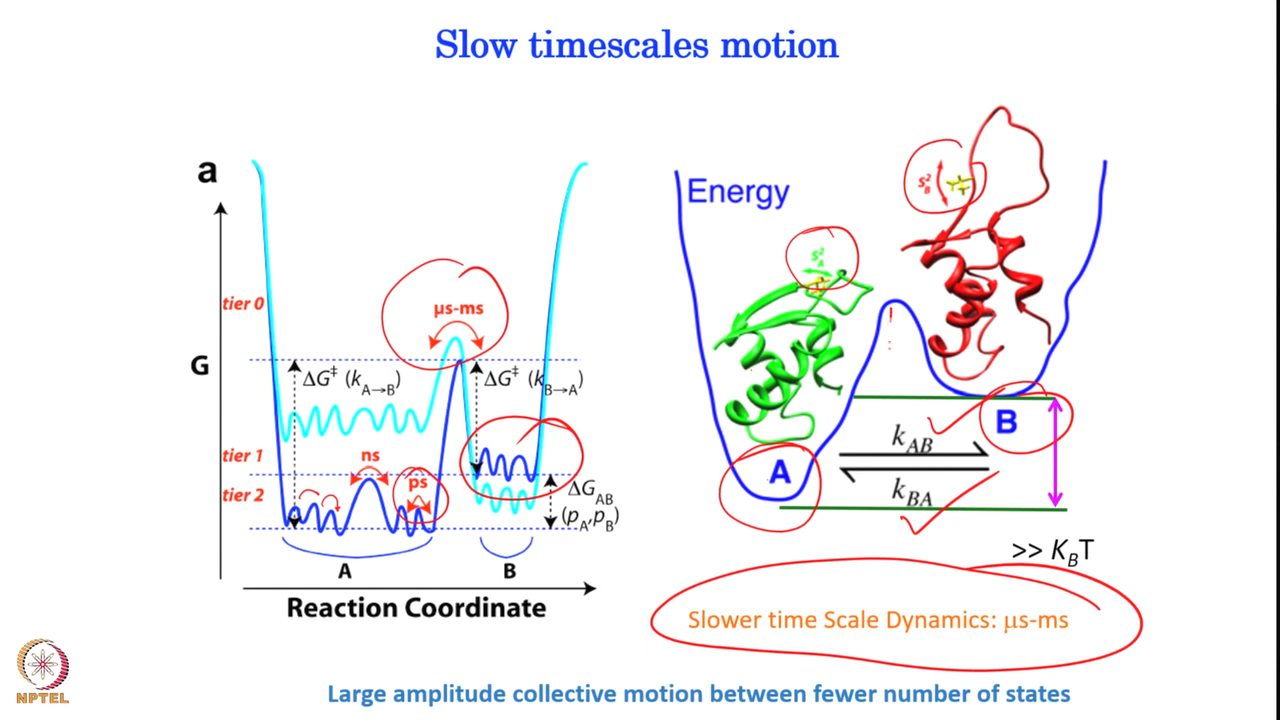 Slow timescales motion
a
G
tier 0
tier 1
tier 2
µs-ms
ΔG‡ (kA→B)
ΔG‡ (kB→A)
ns
ps
ΔGAB
(pA,pB)
A
B
Reaction Coordinate
Energy
S²A
S²B
A
B
kAB
kBA
>> KBT
Slower time Scale Dynamics: µs-ms
Large amplitude collective motion between fewer number of states
NPTEL